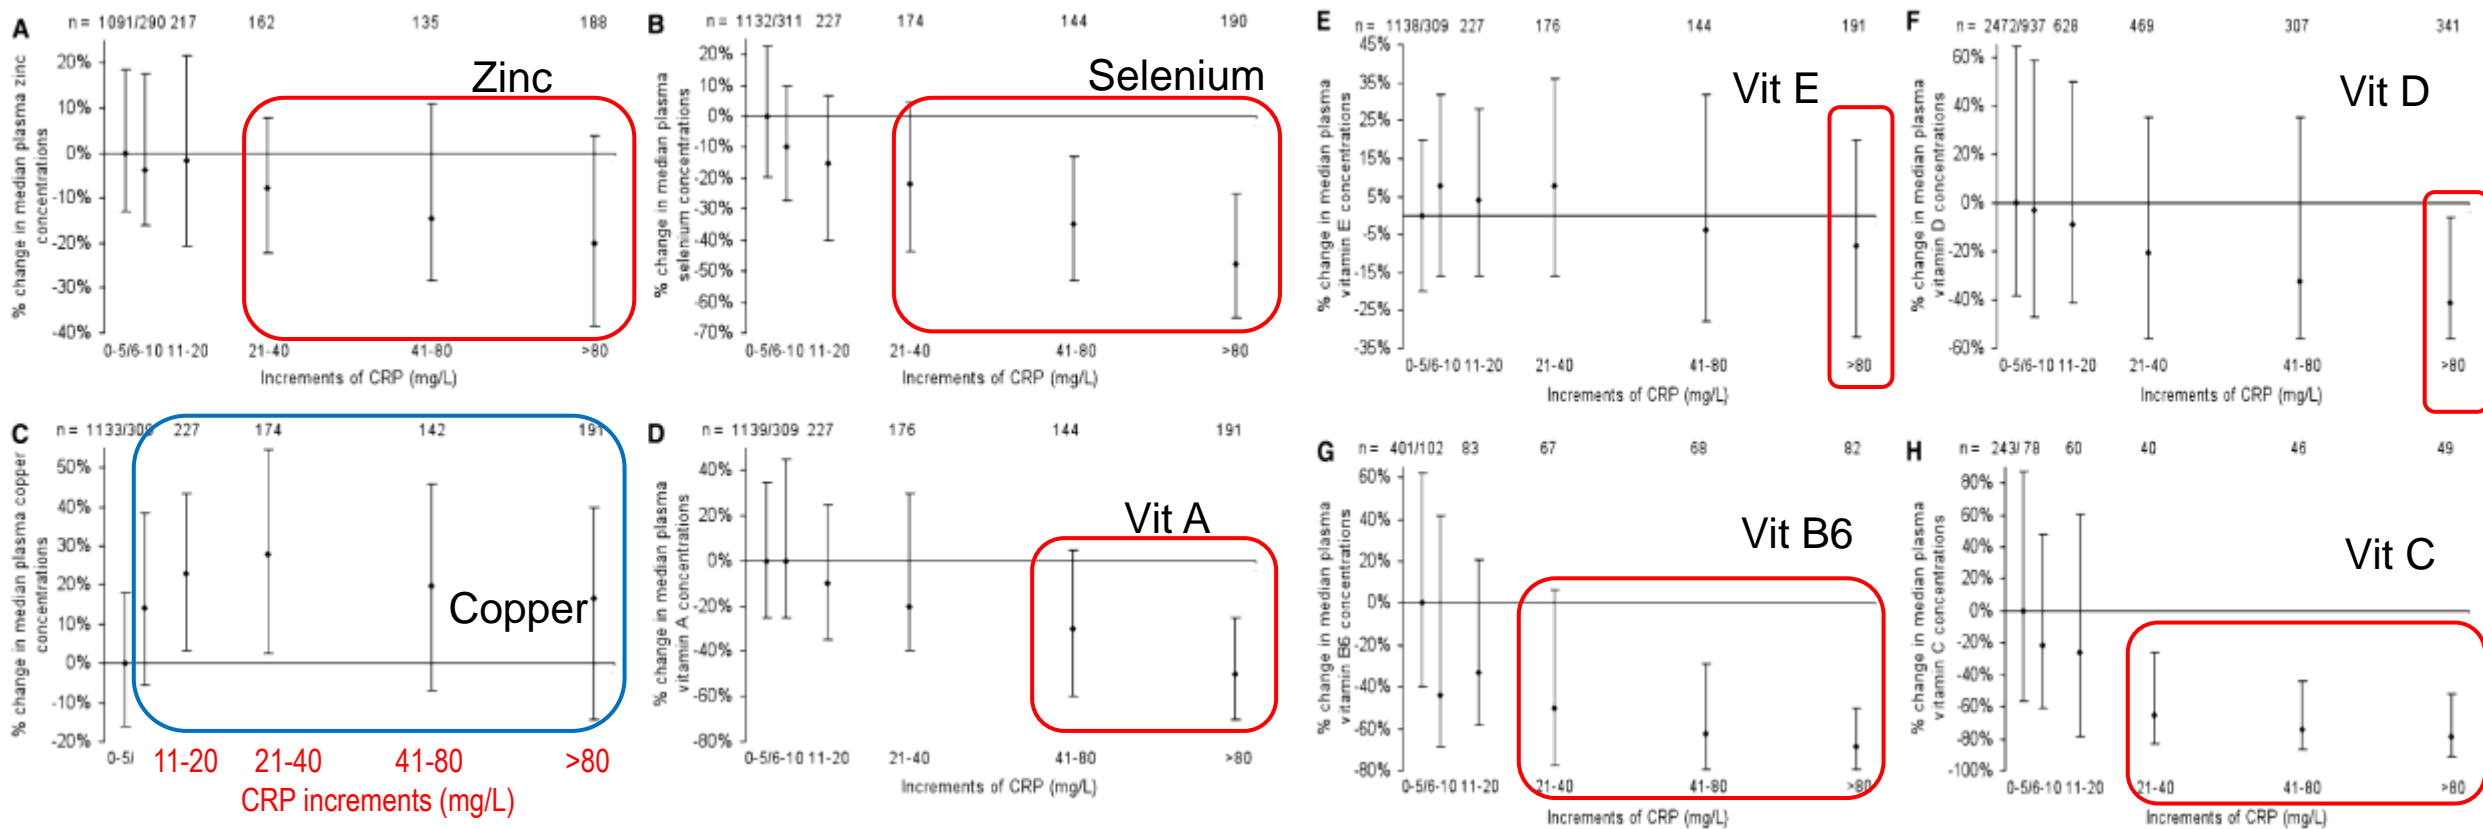 A
n = 1091/290 217 162 135 188
Zinc
% change in median plasma zinc
concentrations
20%
10%
0%
-10%
-20%
-30%
-40%
0-5/6-10 11-20 21-40 41-80 >80
Increments of CRP (mg/L)
B
n = 1132/311 227 174 144 190
Selenium
% change in median plasma
selenium concentrations
20%
10%
0%
-10%
-20%
-30%
-40%
-50%
-60%
-70%
0-5/6-10 11-20 21-40 41-80 >80
Increments of CRP (mg/L)
E
n = 1138/309 227 176 144 191
Vit E
% change in median plasma
vitamin E concentrations
45%
35%
25%
15%
5%
-5%
-15%
-25%
-35%
0-5/6-10 11-20 21-40 41-80 >80
Increments of CRP (mg/L)
F
n = 2472/937 628 469 307 341
Vit D
% change in median plasma
vitamin D concentrations
60%
40%
20%
0%
-20%
-40%
-60%
0-5/6-10 11-20 21-40 41-80 >80
Increments of CRP (mg/L)
C
n = 1133/309 227 174 142 191
Copper
% change in median plasma copper
concentrations
50%
40%
30%
20%
10%
0%
-10%
-20%
0-5/ 11-20 21-40 41-80 >80
CRP increments (mg/L)
D
n = 1139/309 227 176 144 191
Vit A
% change in median plasma
vitamin A concentrations
40%
20%
0%
-20%
-40%
-60%
-80%
0-5/6-10 11-20 21-40 41-80 >80
Increments of CRP (mg/L)
G
n = 401/102 83 67 68 82
Vit B6
% change in median plasma
vitamin B6 concentrations
60%
40%
20%
0%
-20%
-40%
-60%
-80%
0-5/6-10 11-20 21-40 41-80 >80
Increments of CRP (mg/L)
H
n = 243/ 78 60 40 46 49
Vit C
% change in median plasma
vitamin C concentrations
80%
60%
40%
20%
0%
-20%
-40%
-60%
-80%
-100%
0-5/6-10 11-20 21-40 41-80 >80
Increments of CRP (mg/L)